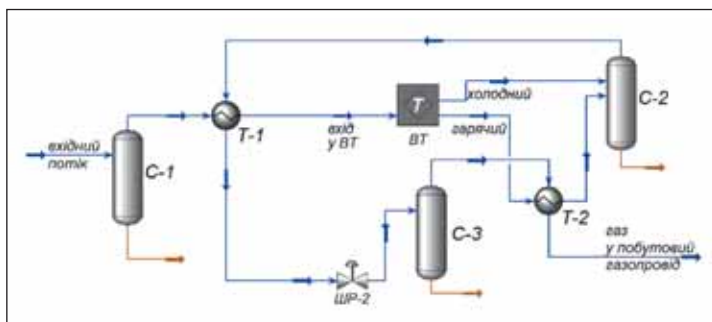 вхідний
потік
С-1
Т-1
вхід
у ВТ
Т
ВТ
холодний
гарячий
С-2
ШР-2
С-3
Т-2
газ
у побутовий
газопровід